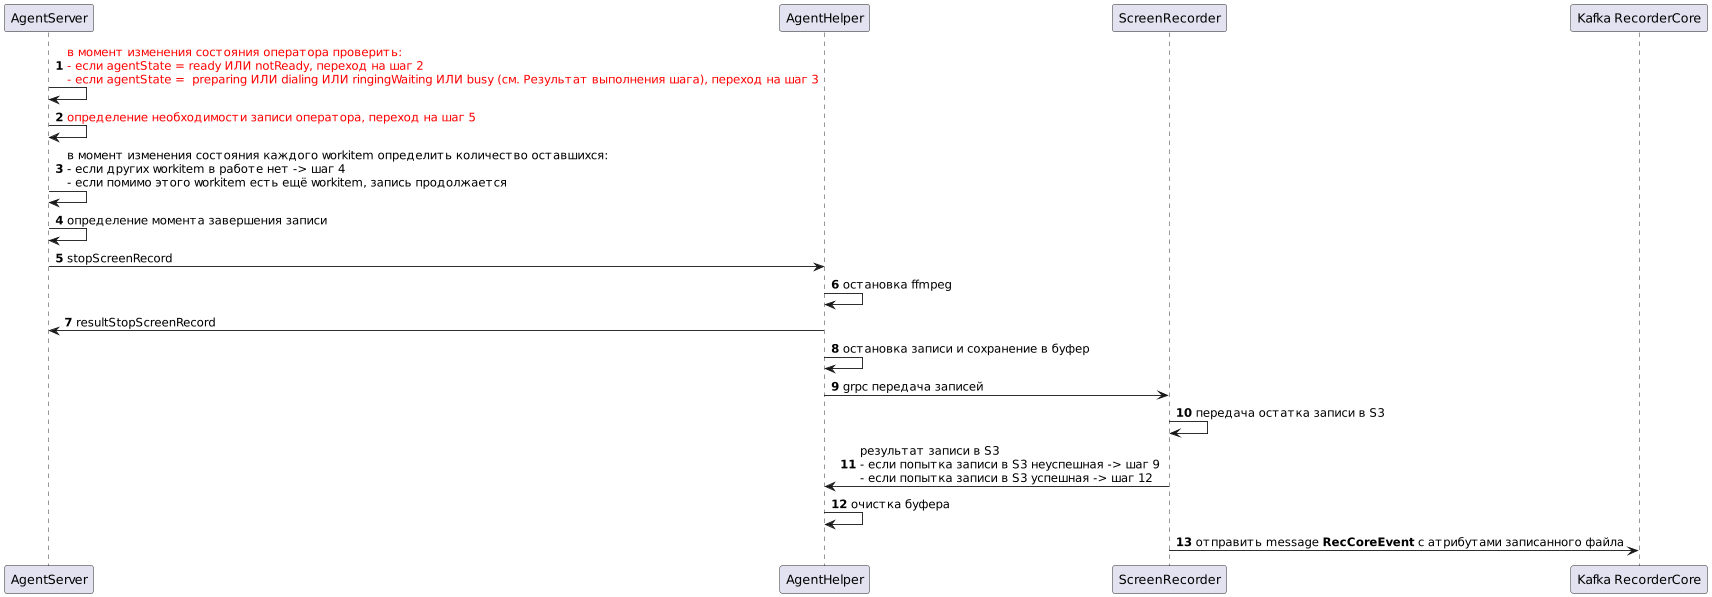 AgentServer
AgentHelper
ScreenRecorder
Kafka RecorderCore
в момент изменения состояния оператора проверить:
1 - если agentState = ready ИЛИ notReady, переход на шаг 2
- если agentState =  preparing ИЛИ dialing ИЛИ ringingWaiting ИЛИ busy (см. Результат выполнения шага), переход на шаг 3
2 определение необходимости записи оператора, переход на шаг 5
в момент изменения состояния каждого workitem определить количество оставшихся:
3 - если других workitem в работе нет -> шаг 4
- если помимо этого workitem есть ещё workitem, запись продолжается
4 определение момента завершения записи
5 stopScreenRecord
6 остановка ffmpeg
7 resultStopScreenRecord
8 остановка записи и сохранение в буфер
9 grpc передача записей
10 передача остатка записи в S3
результат записи в S3
11 - если попытка записи в S3 неуспешная -> шаг 9
- если попытка записи в S3 успешная -> шаг 12
12 очистка буфера
13 отправить message RecCoreEvent с атрибутами записанного файла
AgentServer
AgentHelper
ScreenRecorder
Kafka RecorderCore